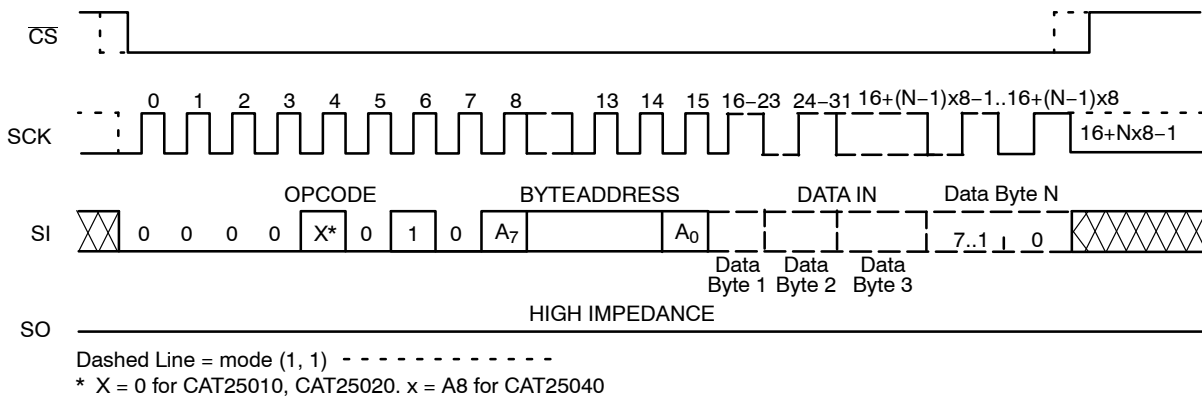 CS
0 1 2 3 4 5 6 7 8 13 14 15 16−23 24−31 16+(N−1)x8−1..16+(N−1)x8
SCK
16+Nx8−1
OPCODE BYTEADDRESS DATA IN Data Byte N
SI 0 0 0 0 X* 0 1 0 A7 A0 7..1 0
Data Data Data
Byte 1 Byte 2 Byte 3
HIGH IMPEDANCE
SO
Dashed Line = mode (1, 1)
* X = 0 for CAT25010, CAT25020. x = A8 for CAT25040